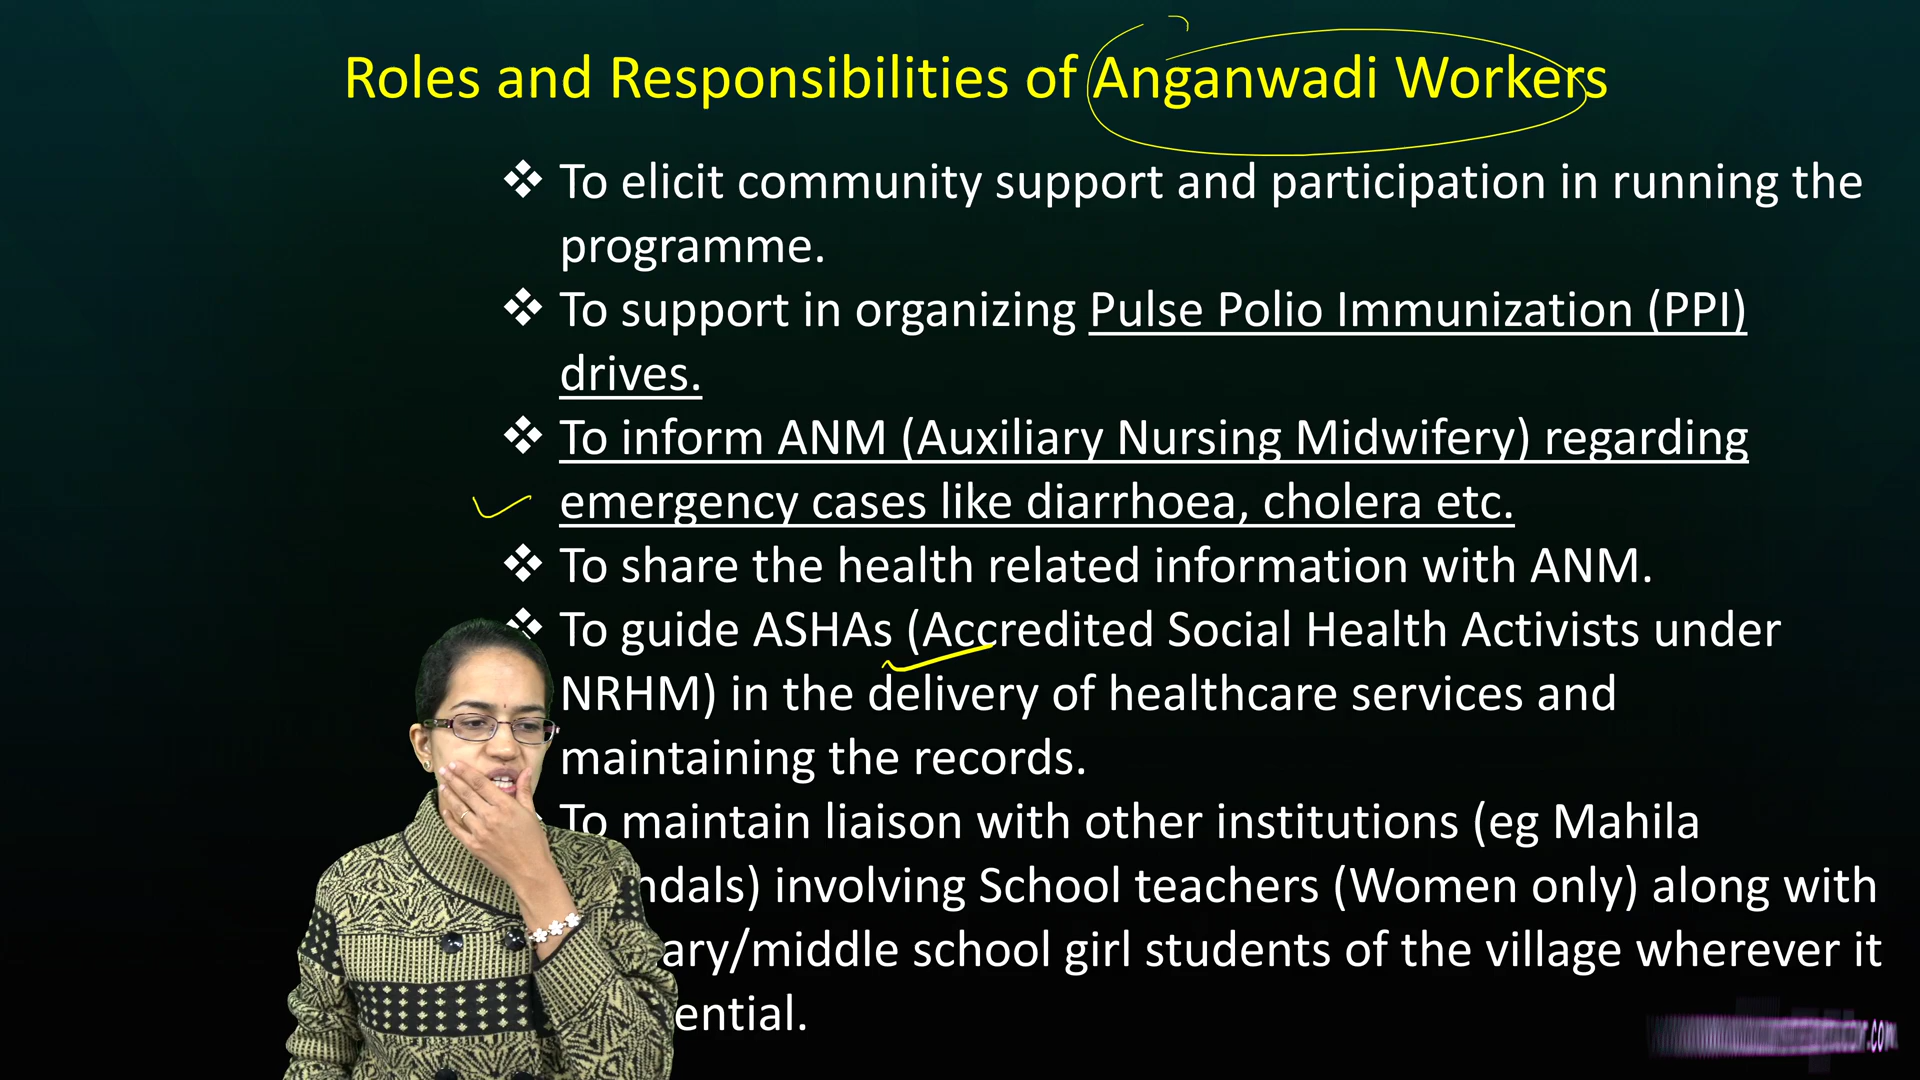 Roles and Responsibilities of Anganwadi Workers
❖ To elicit community support and participation in running the
programme.
❖ To support in organizing Pulse Polio Immunization (PPI)
drives.
❖ To inform ANM (Auxiliary Nursing Midwifery) regarding
emergency cases like diarrhoea, cholera etc.
❖ To share the health related information with ANM.
❖ To guide ASHAs (Accredited Social Health Activists under
NRHM) in the delivery of healthcare services and
maintaining the records.
To maintain liaison with other institutions (eg Mahila
ndals) involving School teachers (Women only) along with
ary/middle school girl students of the village wherever it
ential.